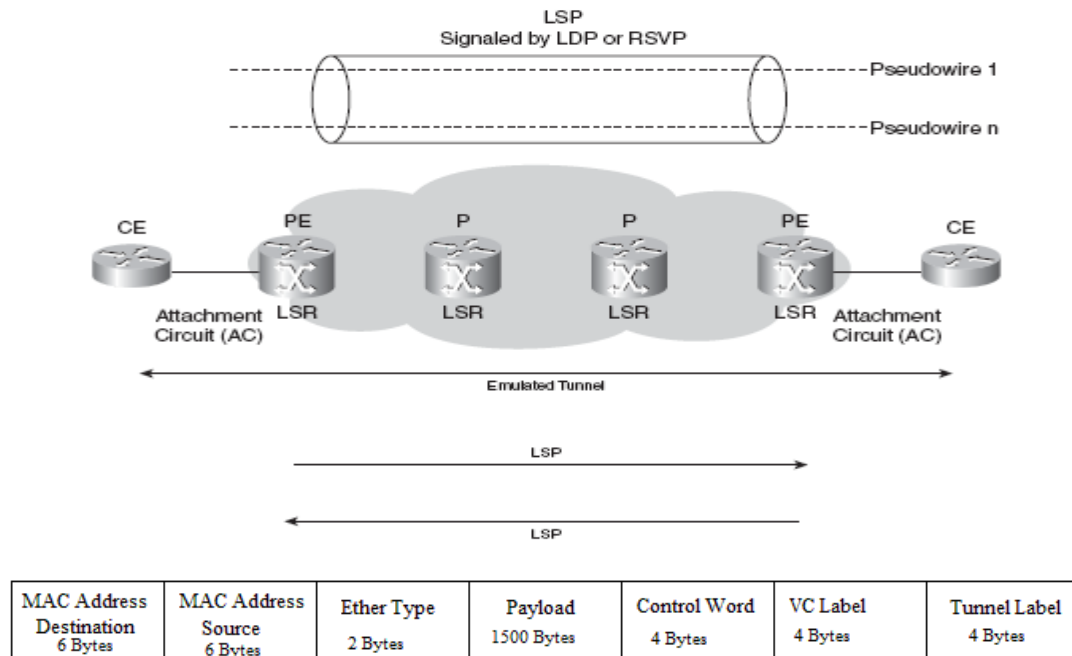 LSP
Signaled by LDP or RSVP
Pseudowire 1
Pseudowire n
CE
PE
P
P
PE
CE
LSR
LSR
LSR
LSR
Attachment
Circuit (AC)
Attachment
Circuit (AC)
Emulated Tunnel
LSP
LSP
MAC Address
Destination
6 Bytes
MAC Address
Source
6 Bytes
Ether Type
2 Bytes
Payload
1500 Bytes
Control Word
4 Bytes
VC Label
4 Bytes
Tunnel Label
4 Bytes